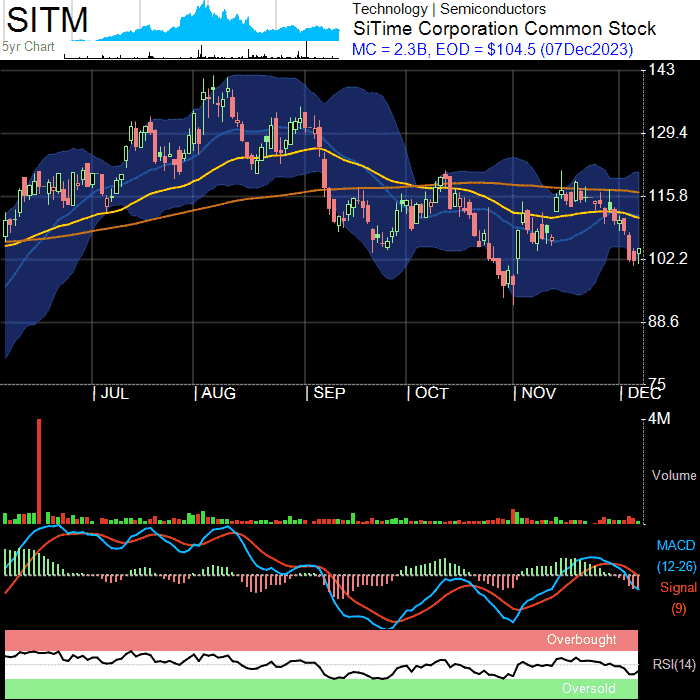 SITM
5yr Chart
Technology | Semiconductors
SiTime Corporation Common Stock
MC = 2.3B, EOD = $104.5 (07Dec2023)
143
129.4
115.8
102.2
88.6
75
| JUL | AUG | SEP | OCT | NOV | DEC
4M
Volume
MACD
(12-26)
Signal
(9)
Overbought
RSI(14)
Oversold